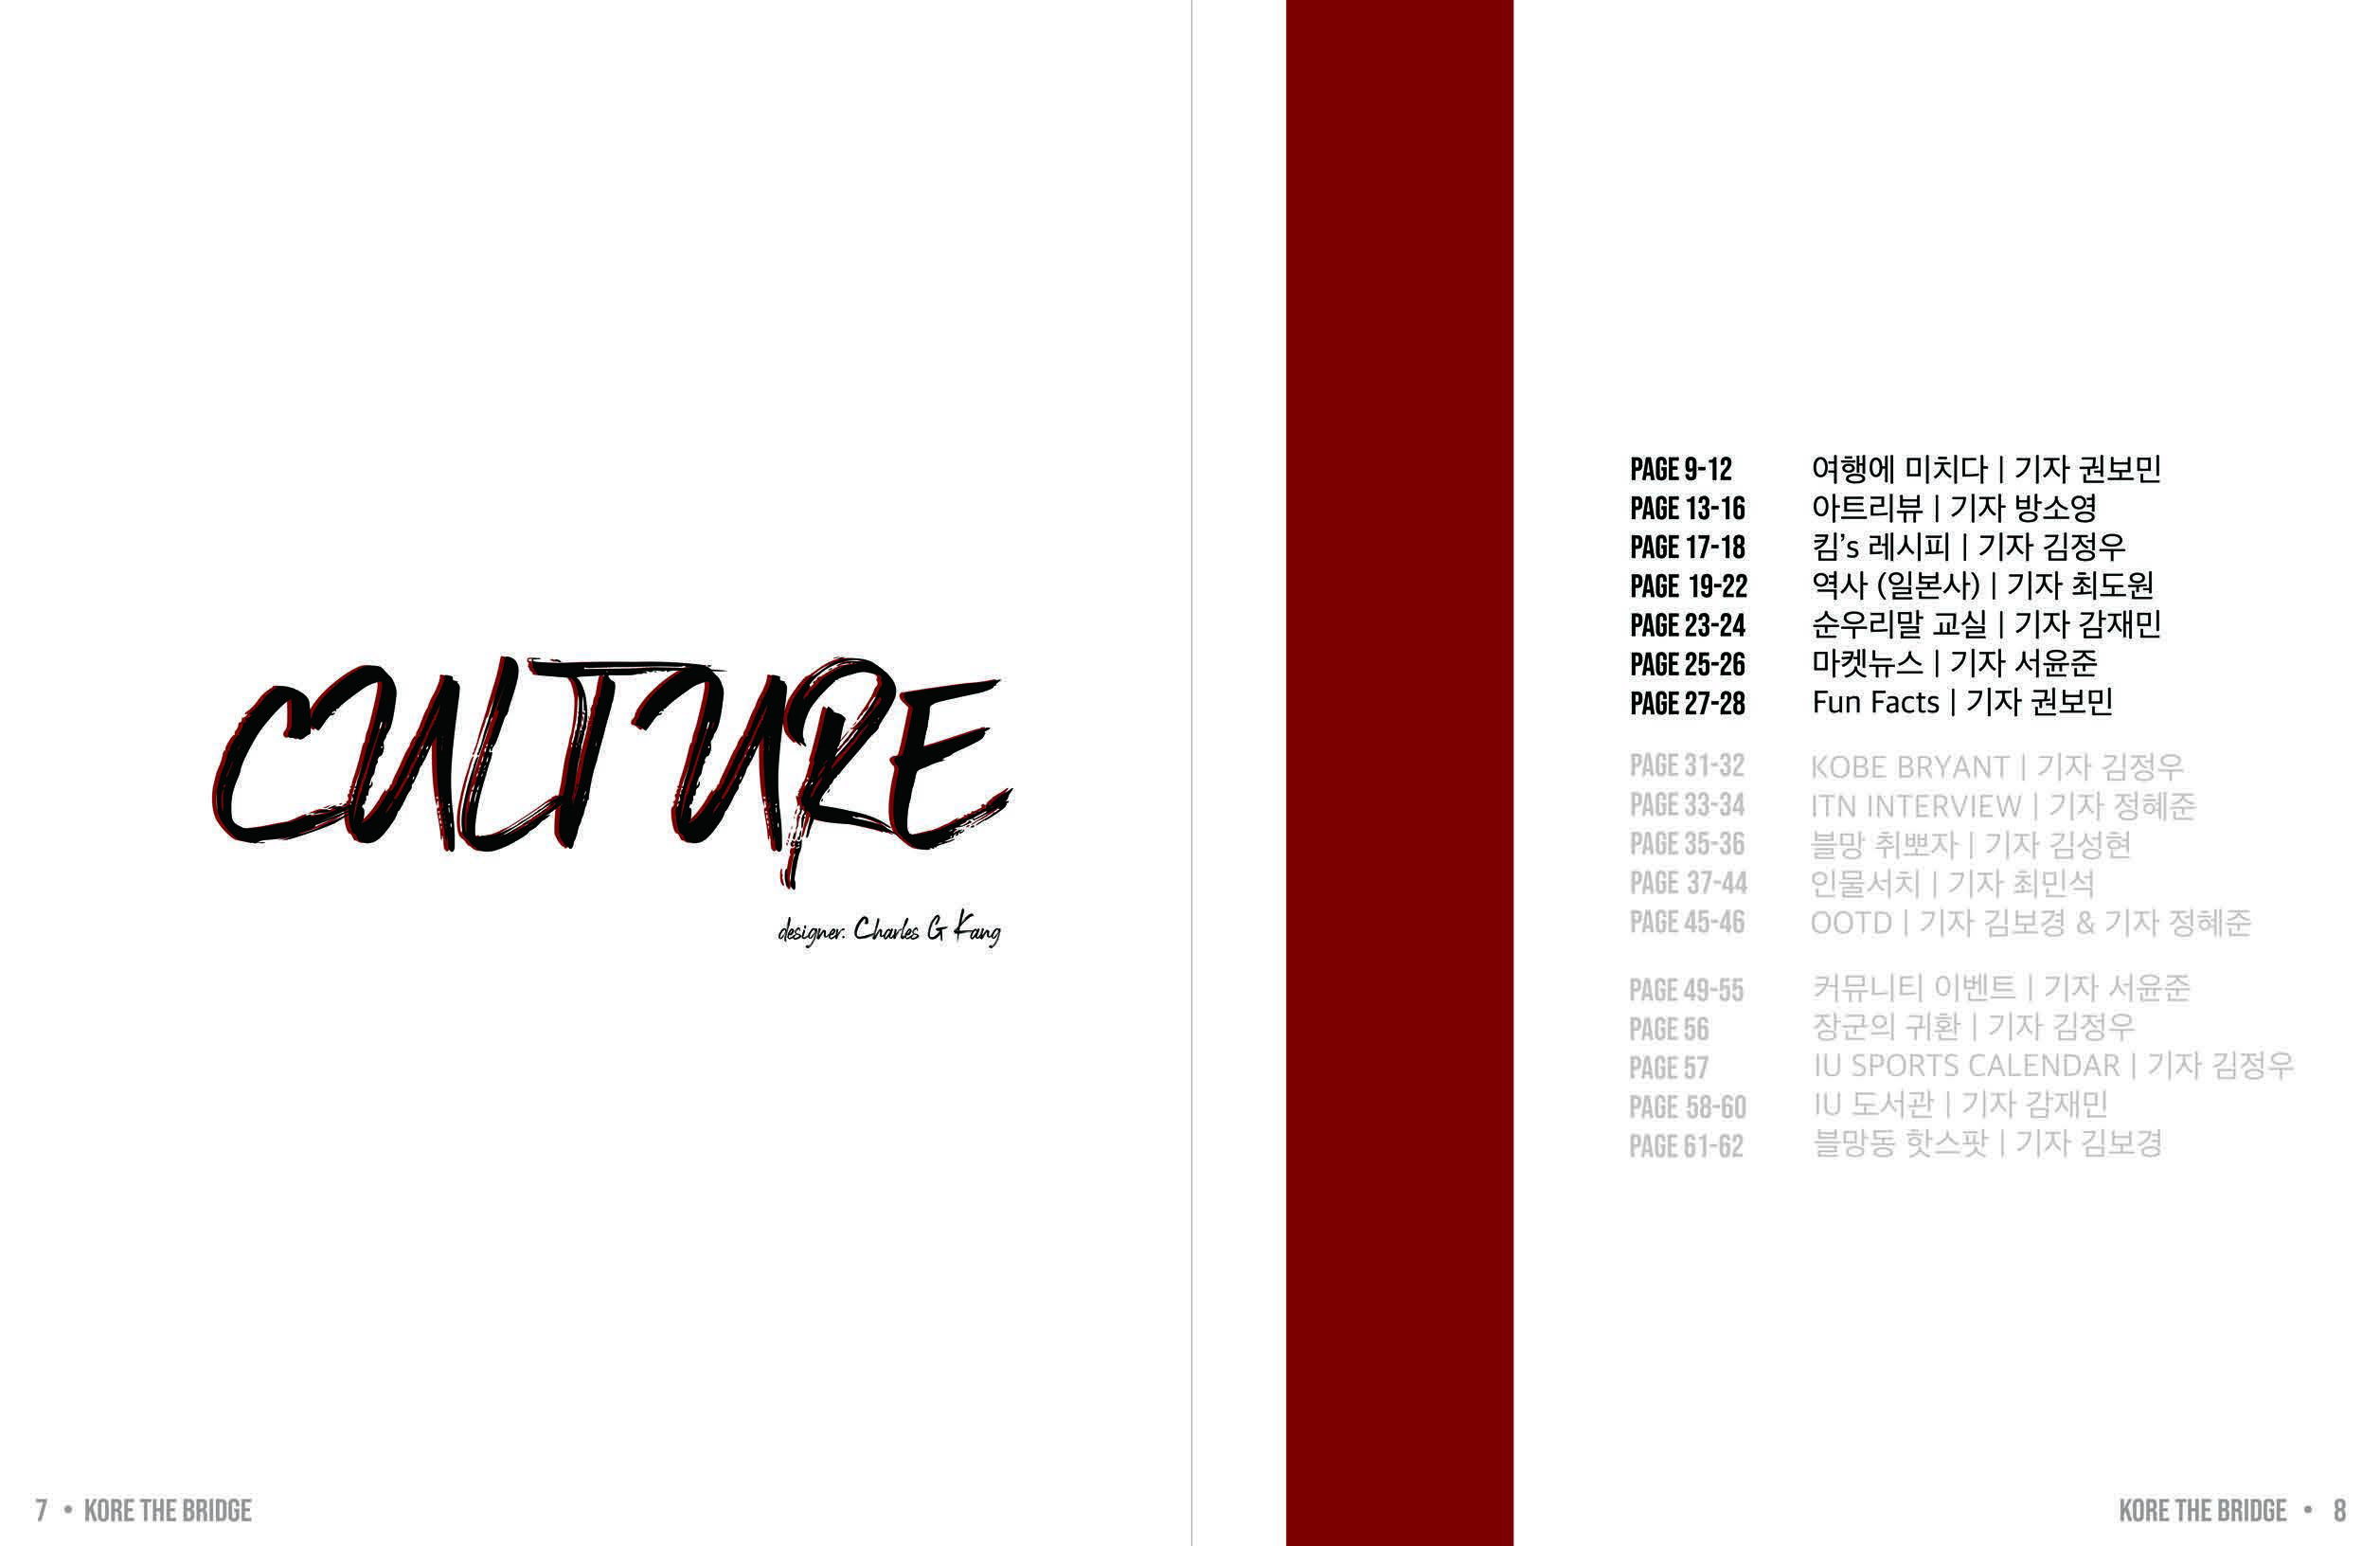 CULTURE
designer: Charles G Kang
7 • KORE THE BRIDGE
PAGE 9-12 여행에 미치다 | 기자 권보민
PAGE 13-16 아트리뷰 | 기자 방소영
PAGE 17-18 킴's 레시피 | 기자 김정우
PAGE 19-22 역사 (일본사) | 기자 최도원
PAGE 23-24 순우리말 교실 | 기자 감재민
PAGE 25-26 마켓뉴스 | 기자 서윤준
PAGE 27-28 Fun Facts | 기자 권보민
PAGE 31-32 KOBE BRYANT | 기자 김정우
PAGE 33-34 ITN INTERVIEW | 기자 정혜준
PAGE 35-36 블망 취뽀자 | 기자 김성현
PAGE 37-44 인물서치 | 기자 최민석
PAGE 45-46 OOTD | 기자 김보경 & 기자 정혜준
PAGE 49-55 커뮤니티 이벤트 | 기자 서윤준
PAGE 56 장군의 귀환 | 기자 김정우
PAGE 57 IU SPORTS CALENDAR | 기자 김정우
PAGE 58-60 IU 도서관 | 기자 감재민
PAGE 61-62 블망동 핫스팟 | 기자 김보경
KORE THE BRIDGE • 8